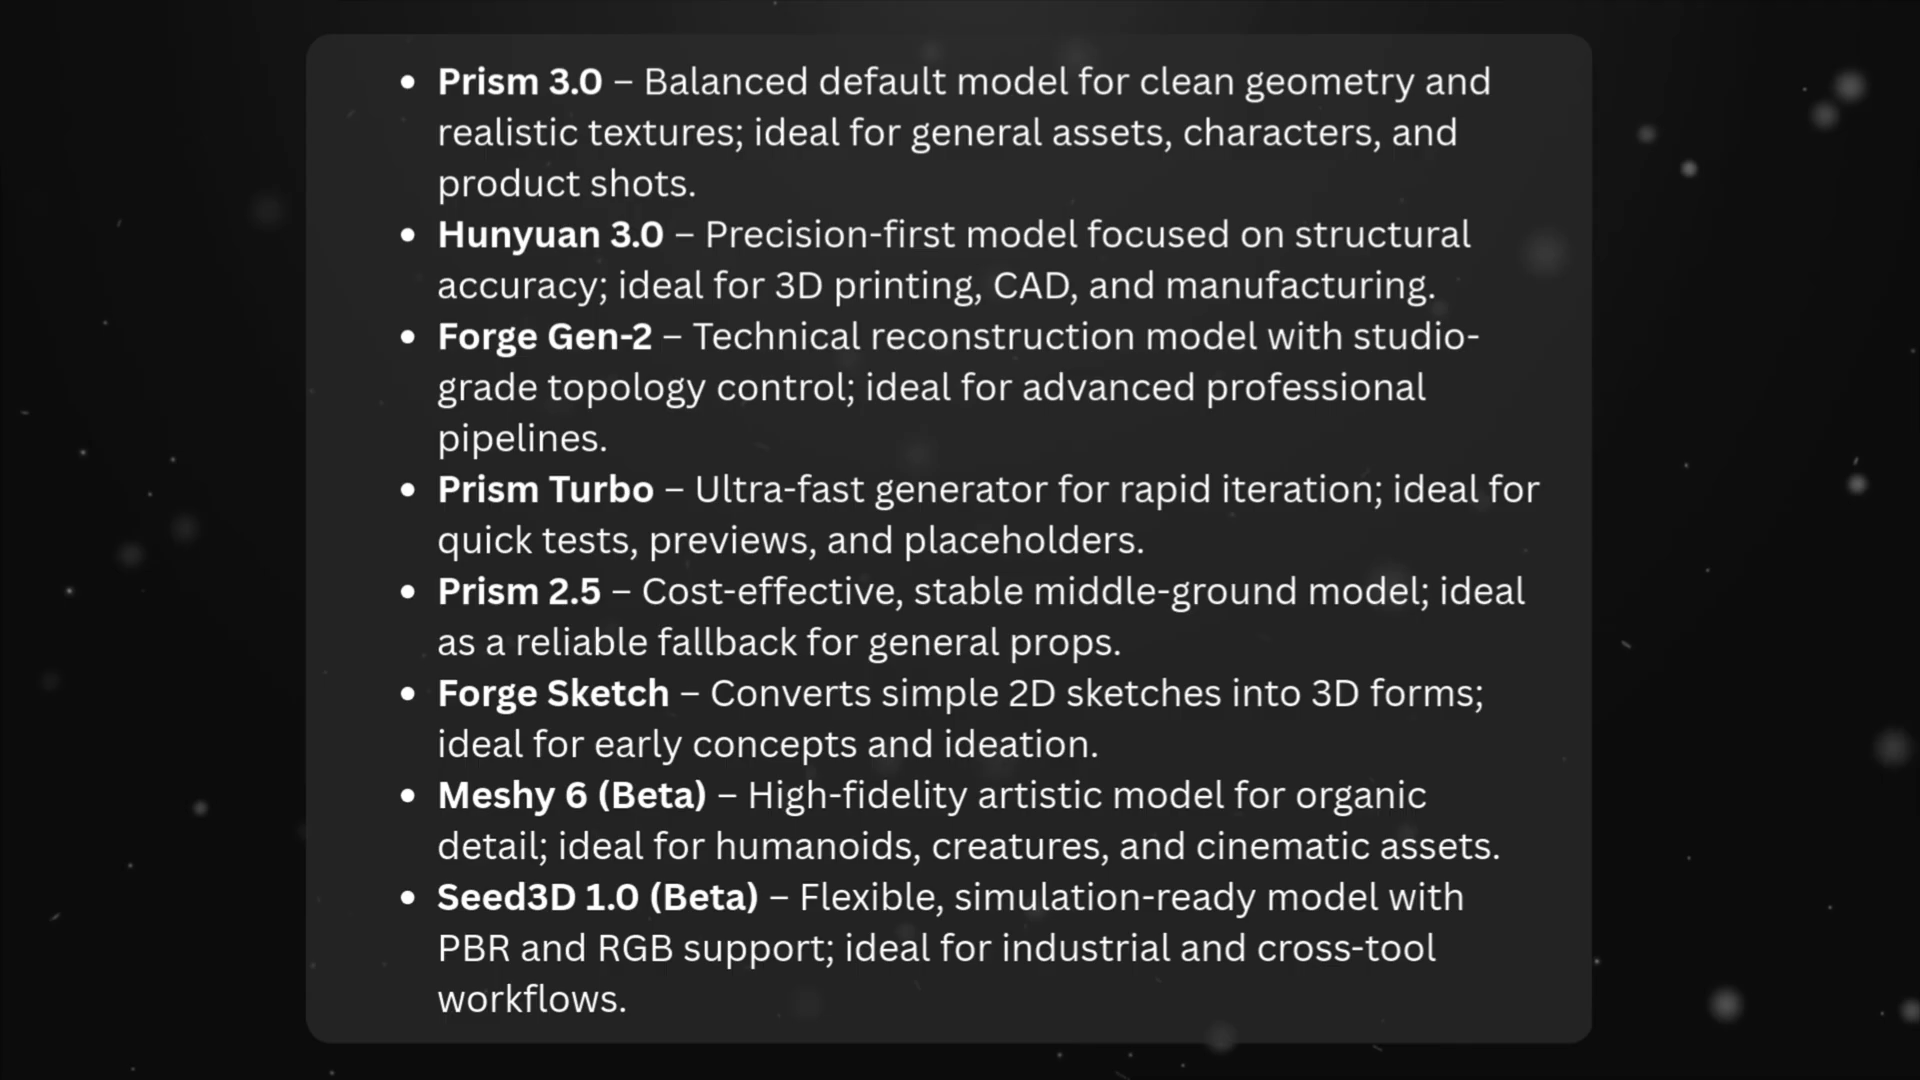 • Prism 3.0 – Balanced default model for clean geometry and
realistic textures; ideal for general assets, characters, and
product shots.
• Hunyuan 3.0 – Precision-first model focused on structural
accuracy; ideal for 3D printing, CAD, and manufacturing.
• Forge Gen-2 – Technical reconstruction model with studio-
grade topology control; ideal for advanced professional
pipelines.
• Prism Turbo – Ultra-fast generator for rapid iteration; ideal for
quick tests, previews, and placeholders.
• Prism 2.5 – Cost-effective, stable middle-ground model; ideal
as a reliable fallback for general props.
• Forge Sketch – Converts simple 2D sketches into 3D forms;
ideal for early concepts and ideation.
• Meshy 6 (Beta) – High-fidelity artistic model for organic
detail; ideal for humanoids, creatures, and cinematic assets.
• Seed3D 1.0 (Beta) – Flexible, simulation-ready model with
PBR and RGB support; ideal for industrial and cross-tool
workflows.